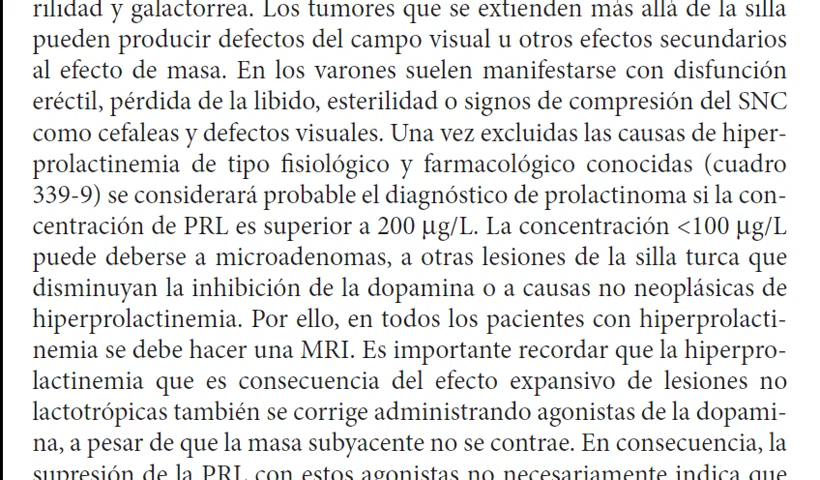 rilidad y galactorrea. Los tumores que se extienden más allá de la silla
pueden producir defectos del campo visual u otros efectos secundarios
al efecto de masa. En los varones suelen manifestarse con disfunción
eréctil, pérdida de la libido, esterilidad o signos de compresión del SNC
como cefaleas y defectos visuales. Una vez excluidas las causas de hiper-
prolactinemia de tipo fisiológico y farmacológico conocidas (cuadro
339-9) se considerará probable el diagnóstico de prolactinoma si la con-
centración de PRL es superior a 200 μg/L. La concentración <100 μg/L
puede deberse a microadenomas, a otras lesiones de la silla turca que
disminuyan la inhibición de la dopamina o a causas no neoplásicas de
hiperprolactinemia. Por ello, en todos los pacientes con hiperprolacti-
nemia se debe hacer una MRI. Es importante recordar que la hiperpro-
lactinemia que es consecuencia del efecto expansivo de lesiones no
lactotrópicas también se corrige administrando agonistas de la dopami-
na, a pesar de que la masa subyacente no se contrae. En consecuencia, la
supresión de la PRL con estos agonistas no necesariamente indica que